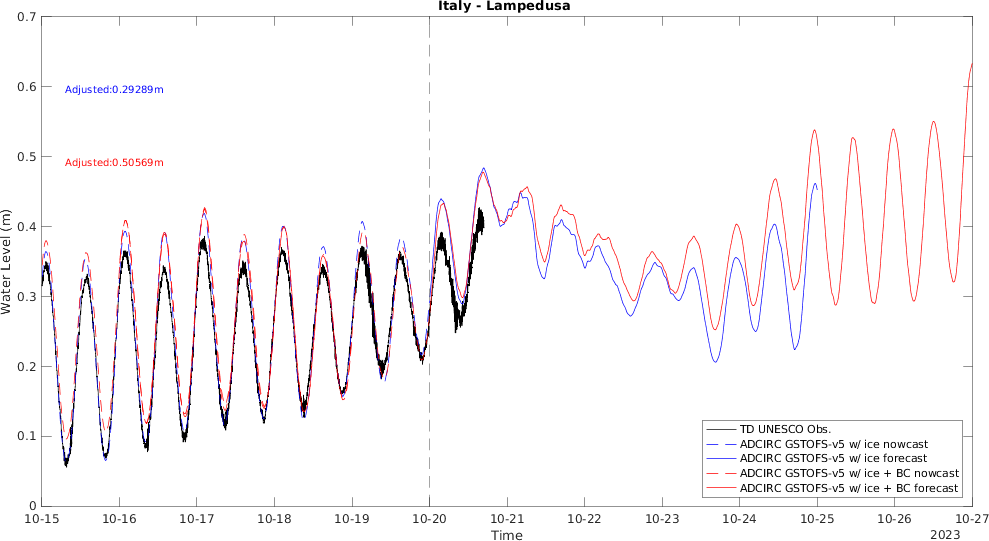 Italy - Lampedusa
0.7
0.6
0.5
0.4
0.3
0.2
0.1
0
Water Level (m)
Adjusted:0.29289m
Adjusted:0.50569m
TD UNESCO Obs.
ADCIRC GSTOFS-v5 w/ ice nowcast
ADCIRC GSTOFS-v5 w/ ice forecast
ADCIRC GSTOFS-v5 w/ ice + BC nowcast
ADCIRC GSTOFS-v5 w/ ice + BC forecast
10-15 10-16 10-17 10-18 10-19 10-20 10-21 10-22 10-23 10-24 10-25 10-26 10-27
Time
2023